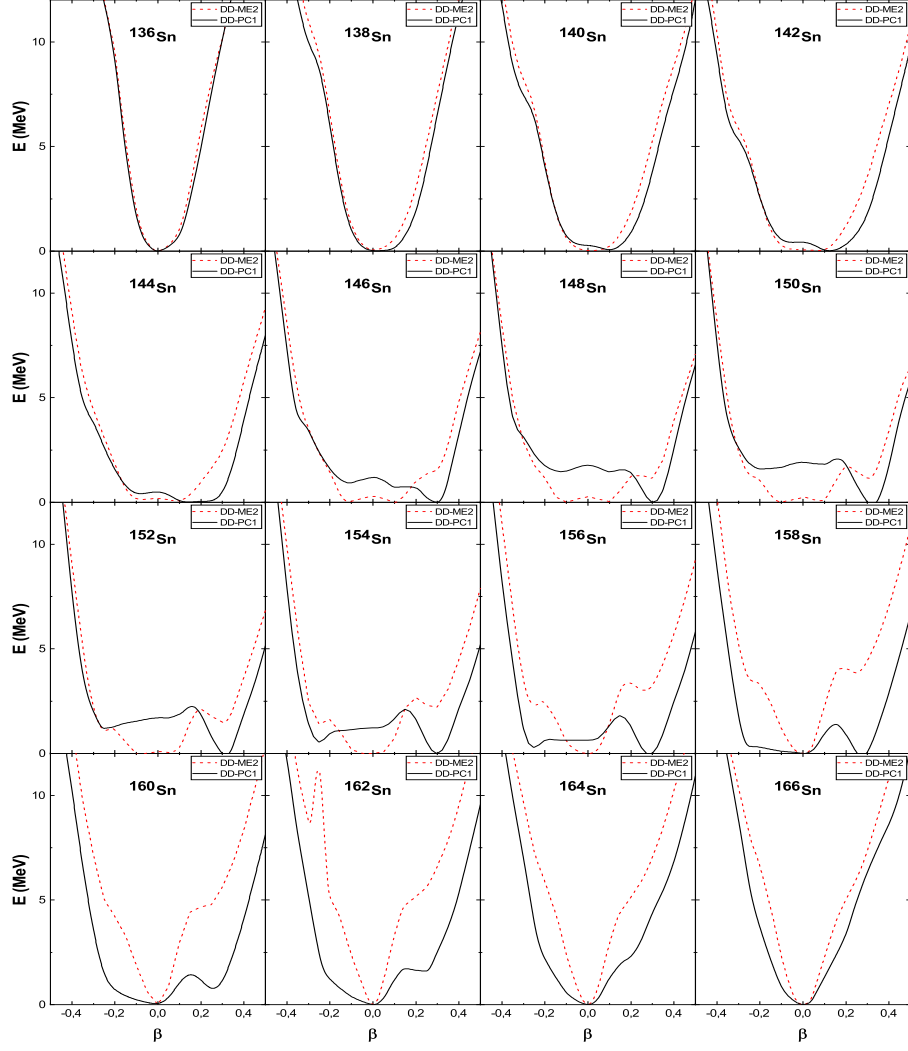 DD-ME2
DD-PC1
136Sn
DD-ME2
DD-PC1
138Sn
DD-ME2
DD-PC1
140Sn
DD-ME2
DD-PC1
142Sn
10
5
0
E (MeV)
DD-ME2
DD-PC1
144Sn
DD-ME2
DD-PC1
146Sn
DD-ME2
DD-PC1
148Sn
DD-ME2
DD-PC1
150Sn
10
5
0
E (MeV)
DD-ME2
DD-PC1
152Sn
DD-ME2
DD-PC1
154Sn
DD-ME2
DD-PC1
156Sn
DD-ME2
DD-PC1
158Sn
10
5
0
E (MeV)
DD-ME2
DD-PC1
160Sn
DD-ME2
DD-PC1
162Sn
DD-ME2
DD-PC1
164Sn
DD-ME2
DD-PC1
166Sn
10
5
0
E (MeV)
-0,4 -0,2 0,0 0,2 0,4 -0,4 -0,2 0,0 0,2 0,4 -0,4 -0,2 0,0 0,2 0,4 -0,4 -0,2 0,0 0,2 0,4
β β β β